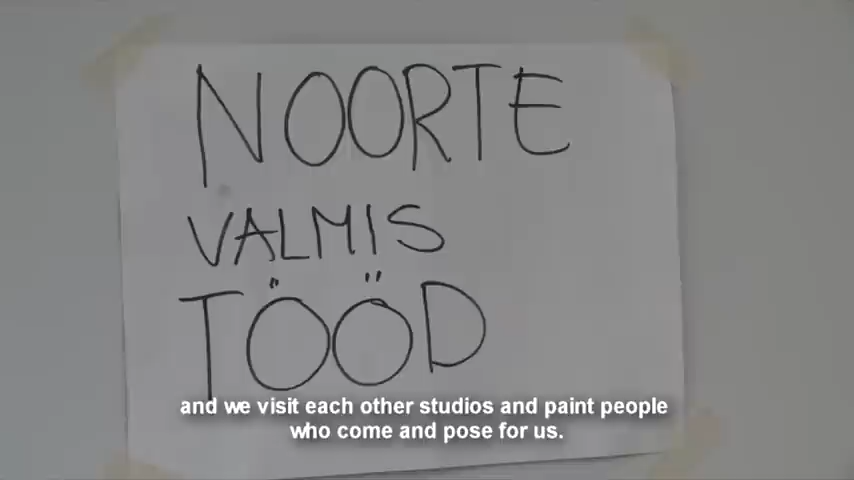 NOORTE
VALMIS
TÖÖD
and we visit each other studios and paint people
who come and pose for us.